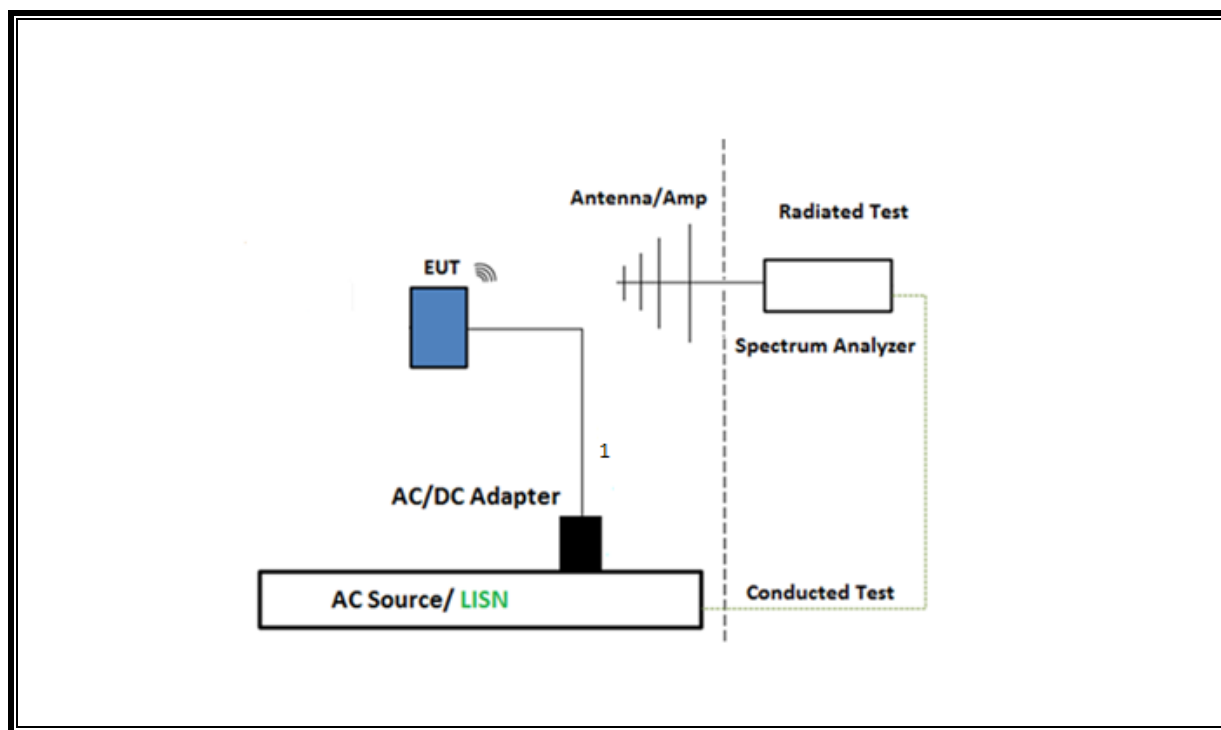 Antenna/Amp
Radiated Test
EUT
Spectrum Analyzer
1
AC/DC Adapter
AC Source/ LISN
Conducted Test